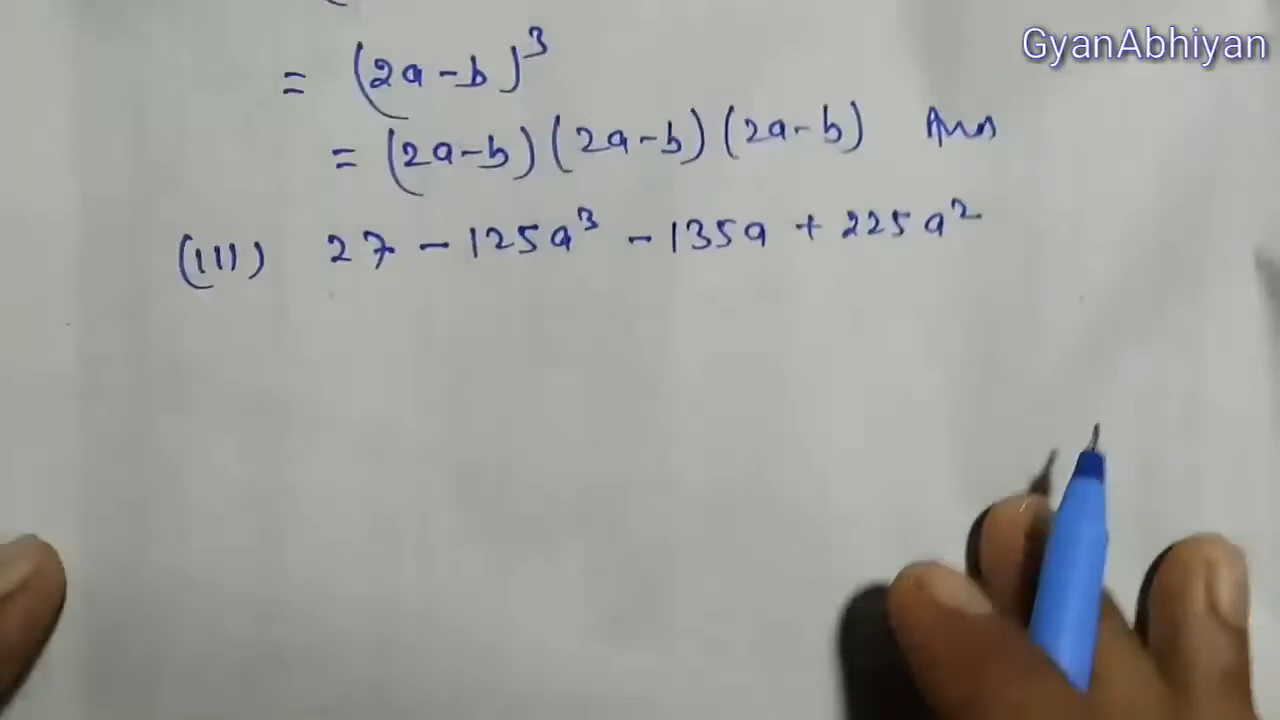 GyanAbhiyan
= (2a-b)³
= (2a-b)(2a-b)(2a-b) Ans
(III) 27 - 125a³ - 135a + 225a²